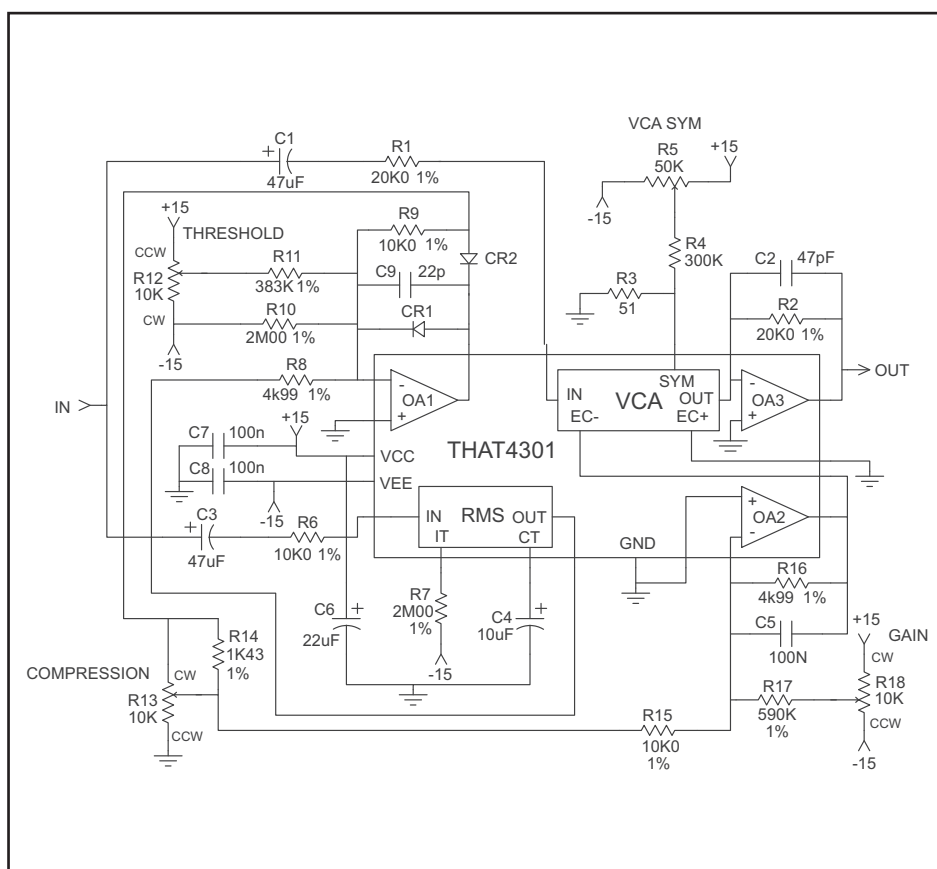 VCA SYM
C1
+
47uF
R1
20K0 1%
R5
50K
+15
-15
+15
THRESHOLD
CCW
R12
10K
CW
-15
R11
383K 1%
R10
2M00 1%
R9
10K0 1%
C9 22p
CR1
CR2
R4
300K
R3
51
C2 47pF
R2
20K0 1%
R8
4k99 1%
IN
-
+
OA1
IN
SYM
VCA
OUT
EC-
EC+
-
+
OA3
OUT
C7 100n
+15
C8 100n
-15
VCC
VEE
THAT4301
C3
+
47uF
R6
10K0 1%
IN
RMS
OUT
IT
CT
GND
+
-
OA2
R7
2M00
1%
-15
C6
22uF
+
C4
10uF
+
R16
4k99 1%
C5
100N
R14
1K43
1%
COMPRESSION
CW
R13
10K
CCW
R15
10K0
1%
R17
590K
1%
+15
GAIN
CW
R18
10K
CCW
-15